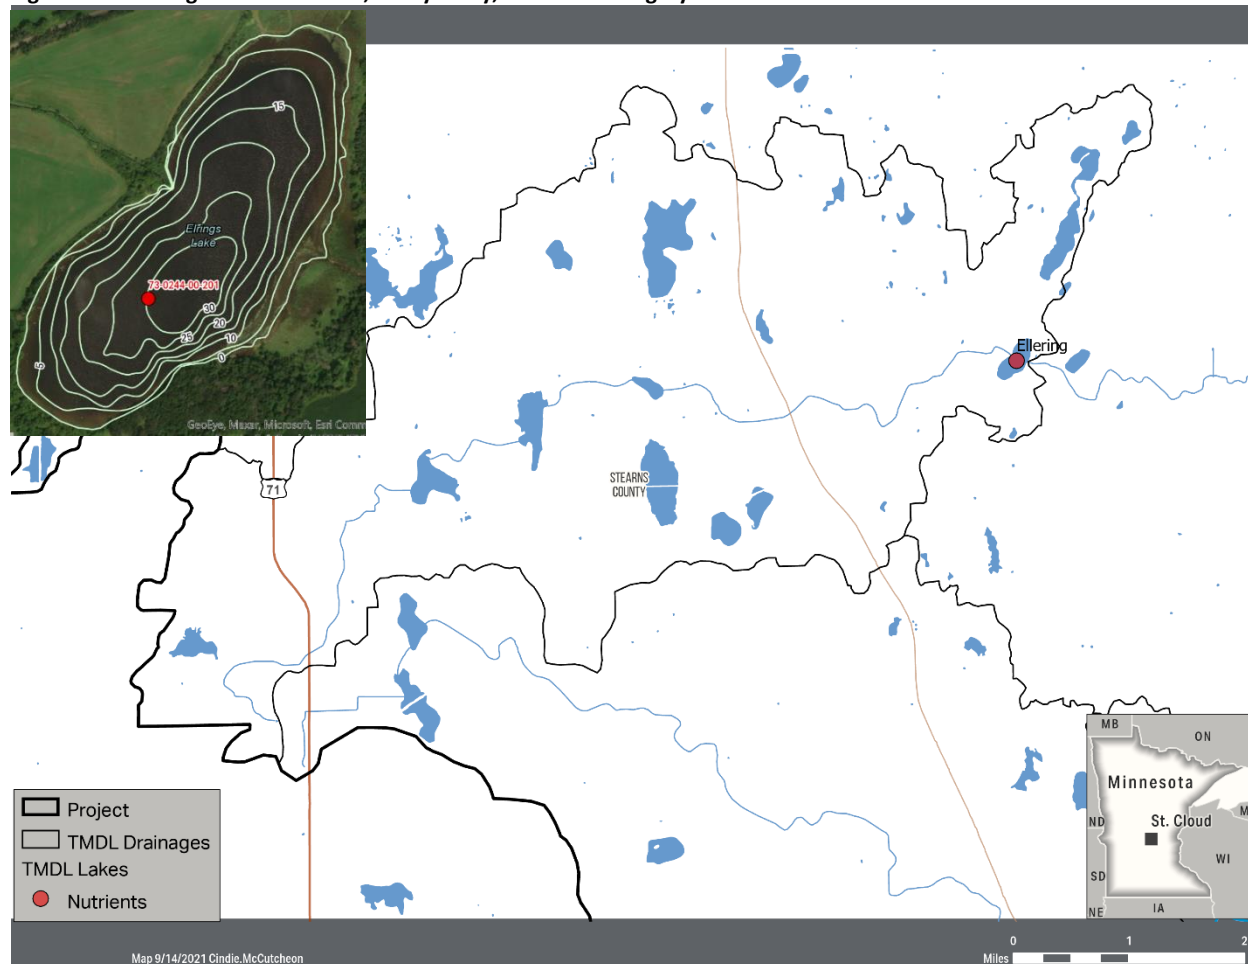 15
Ellings
Lake
73-0244-00-201
30
20
25
10
5
0
GeoEye, Maxar, Microsoft, Esri Comm
Ellering
STEARNS
COUNTY
71
MB
ON
Minnesota
ND
St. Cloud
SD
WI
NE
IA
Project
TMDL Drainages
TMDL Lakes
Nutrients
Map 9/14/2021 Cindie.McCutcheon
Miles
0
1
2